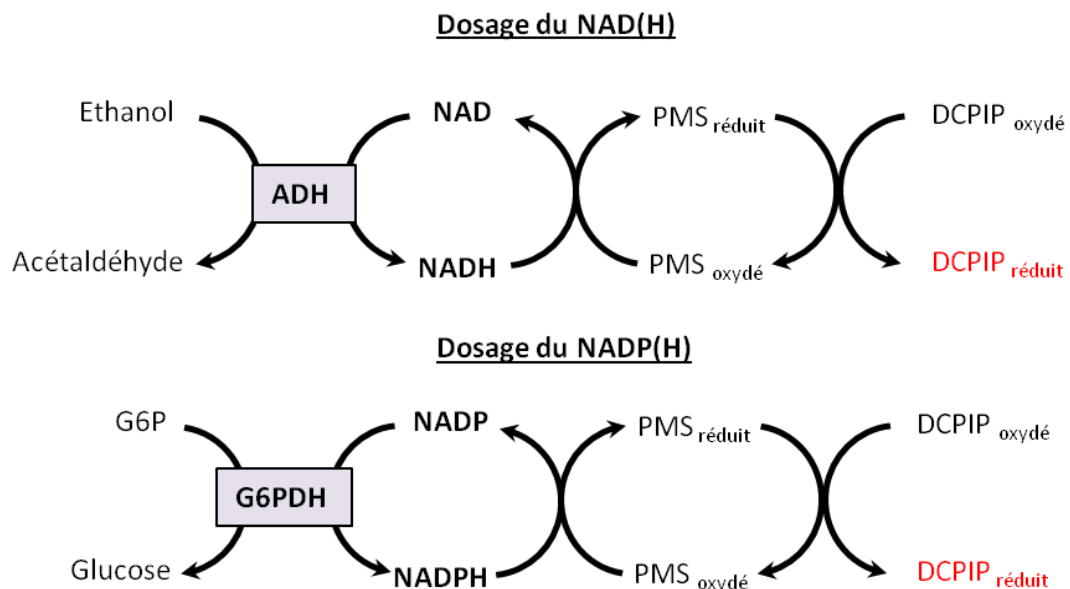 Dosage du NAD(H)
Ethanol NAD PMS réduit DCPIP oxydé
ADH
Acétaldéhyde NADH PMS oxydé DCPIP réduit
Dosage du NADP(H)
G6P NADP PMS réduit DCPIP oxydé
G6PDH
Glucose NADPH PMS oxydé DCPIP réduit